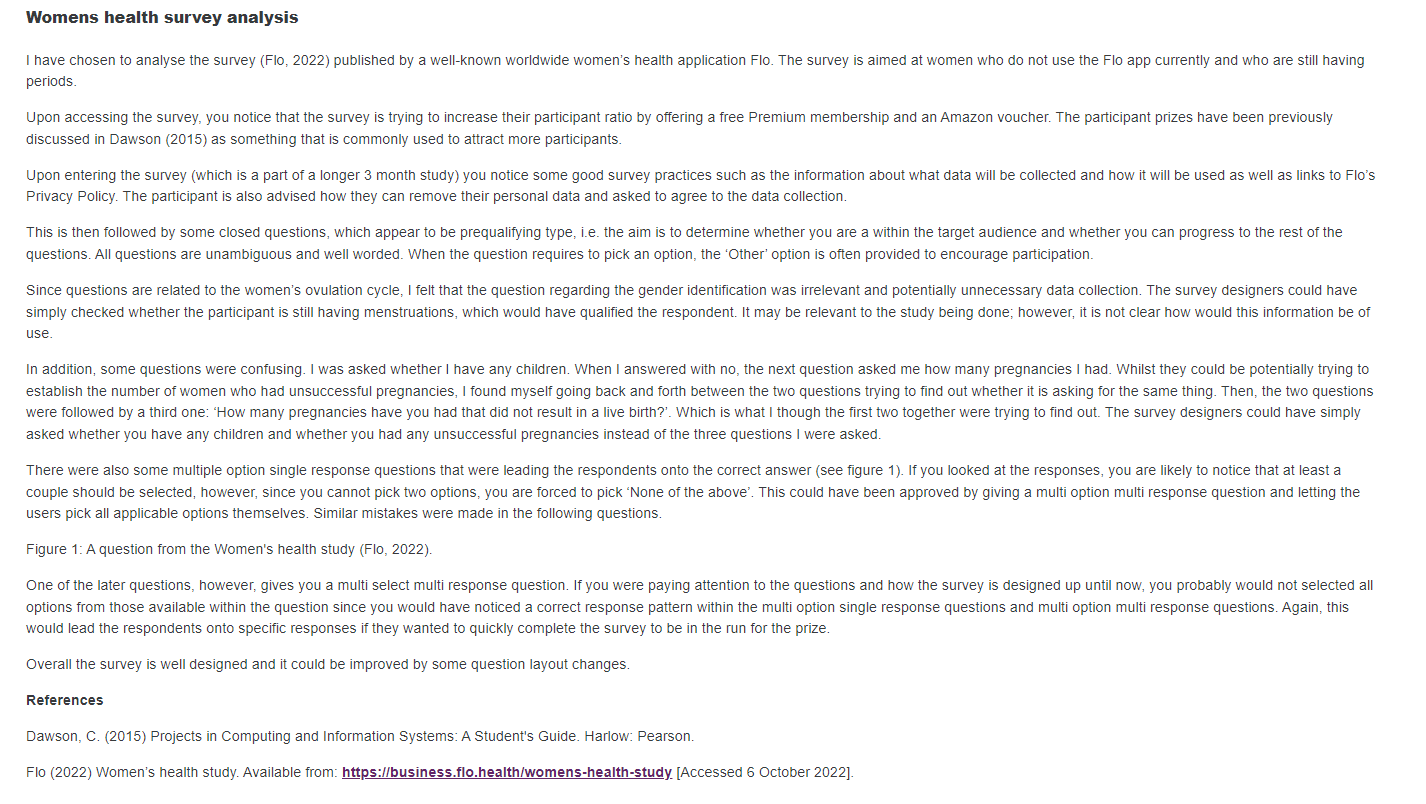 Womens health survey analysis
I have chosen to analyse the survey (Flo, 2022) published by a well-known worldwide women’s health application Flo. The survey is aimed at women who do not use the Flo app currently and who are still having
periods.
Upon accessing the survey, you notice that the survey is trying to increase their participant ratio by offering a free Premium membership and an Amazon voucher. The participant prizes have been previously
discussed in Dawson (2015) as something that is commonly used to attract more participants.
Upon entering the survey (which is a part of a longer 3 month study) you notice some good survey practices such as the information about what data will be collected and how it will be used as well as links to Flo’s
Privacy Policy. The participant is also advised how they can remove their personal data and asked to agree to the data collection.
This is then followed by some closed questions, which appear to be prequalifying type, i.e. the aim is to determine whether you are a within the target audience and whether you can progress to the rest of the
questions. All questions are unambiguous and well worded. When the question requires to pick an option, the ‘Other’ option is often provided to encourage participation.
Since questions are related to the women’s ovulation cycle, I felt that the question regarding the gender identification was irrelevant and potentially unnecessary data collection. The survey designers could have
simply checked whether the participant is still having menstruations, which would have qualified the respondent. It may be relevant to the study being done; however, it is not clear how would this information be of
use.
In addition, some questions were confusing. I was asked whether I have any children. When I answered with no, the next question asked me how many pregnancies I had. Whilst they could be potentially trying to
establish the number of women who had unsuccessful pregnancies, I found myself going back and forth between the two questions trying to find out whether it is asking for the same thing. Then, the two questions
were followed by a third one: ‘How many pregnancies have you had that did not result in a live birth?’. Which is what I though the first two together were trying to find out. The survey designers could have simply
asked whether you have any children and whether you had any unsuccessful pregnancies instead of the three questions I were asked.
There were also some multiple option single response questions that were leading the respondents onto the correct answer (see figure 1). If you looked at the responses, you are likely to notice that at least a
couple should be selected, however, since you cannot pick two options, you are forced to pick ‘None of the above’. This could have been approved by giving a multi option multi response question and letting the
users pick all applicable options themselves. Similar mistakes were made in the following questions.
Figure 1: A question from the Women's health study (Flo, 2022).
One of the later questions, however, gives you a multi select multi response question. If you were paying attention to the questions and how the survey is designed up until now, you probably would not selected all
options from those available within the question since you would have noticed a correct response pattern within the multi option single response questions and multi option multi response questions. Again, this
would lead the respondents onto specific responses if they wanted to quickly complete the survey to be in the run for the prize.
Overall the survey is well designed and it could be improved by some question layout changes.
References
Dawson, C. (2015) Projects in Computing and Information Systems: A Student's Guide. Harlow: Pearson.
Flo (2022) Women’s health study. Available from: https://business.flo.health/womens-health-study [Accessed 6 October 2022].